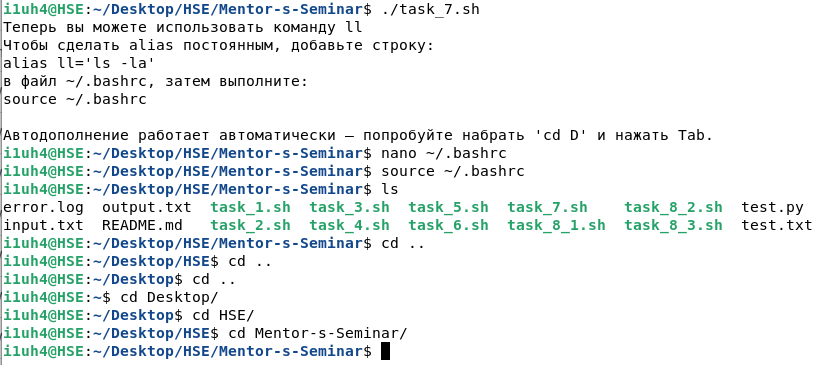 i1uh4@HSE:~/Desktop/HSE/Mentor-s-Seminar$ ./task_7.sh
Теперь вы можете использовать команду ll
Чтобы сделать alias постоянным, добавьте строку:
alias ll='ls -la'
в файл ~/.bashrc, затем выполните:
source ~/.bashrc

Автодополнение работает автоматически — попробуйте набрать 'cd D' и нажать Tab.
i1uh4@HSE:~/Desktop/HSE/Mentor-s-Seminar$ nano ~/.bashrc
i1uh4@HSE:~/Desktop/HSE/Mentor-s-Seminar$ source ~/.bashrc
i1uh4@HSE:~/Desktop/HSE/Mentor-s-Seminar$ ls
error.log  output.txt  task_1.sh  task_3.sh  task_5.sh  task_7.sh    task_8_2.sh  test.py
input.txt  README.md   task_2.sh  task_4.sh  task_6.sh  task_8_1.sh  task_8_3.sh  test.txt
i1uh4@HSE:~/Desktop/HSE/Mentor-s-Seminar$ cd ..
i1uh4@HSE:~/Desktop/HSE$ cd ..
i1uh4@HSE:~/Desktop$ cd ..
i1uh4@HSE:~$ cd Desktop/
i1uh4@HSE:~/Desktop$ cd HSE/
i1uh4@HSE:~/Desktop/HSE$ cd Mentor-s-Seminar/
i1uh4@HSE:~/Desktop/HSE/Mentor-s-Seminar$